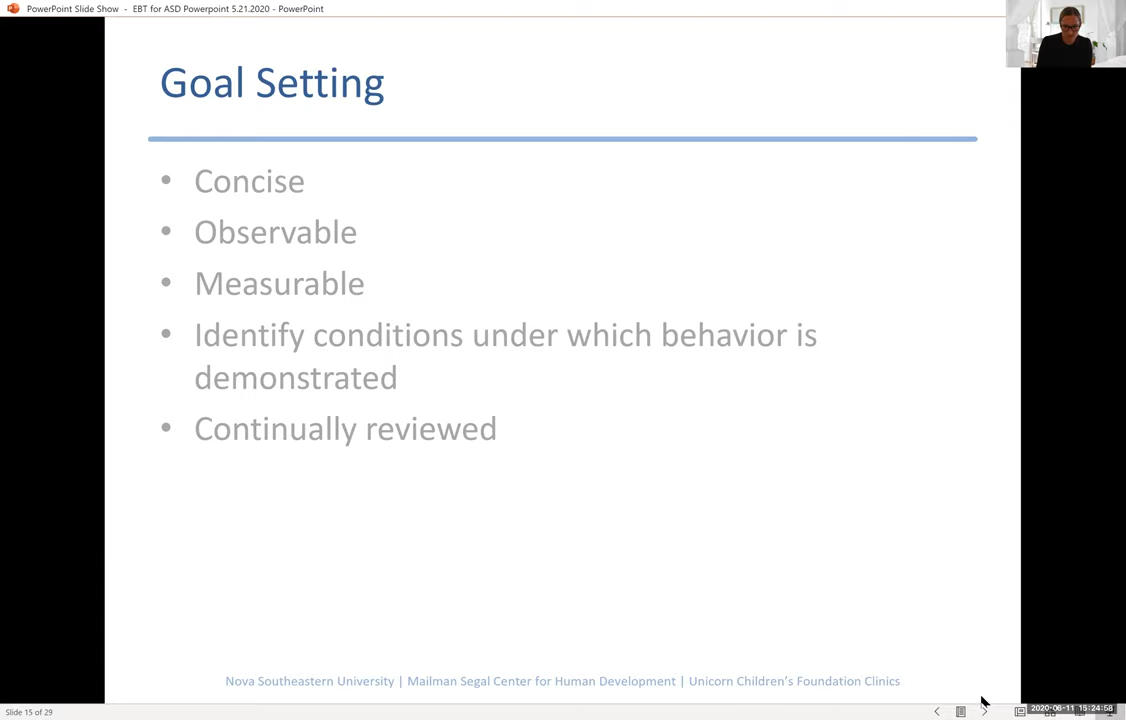 PowerPoint Slide Show - EBT for ASD Powerpoint 5.21.2020 - PowerPoint
Goal Setting
• Concise
• Observable
• Measurable
• Identify conditions under which behavior is
demonstrated
• Continually reviewed
Nova Southeastern University | Mailman Segal Center for Human Development | Unicorn Children’s Foundation Clinics
Slide 15 of 29
2020-06-11 15:24:58